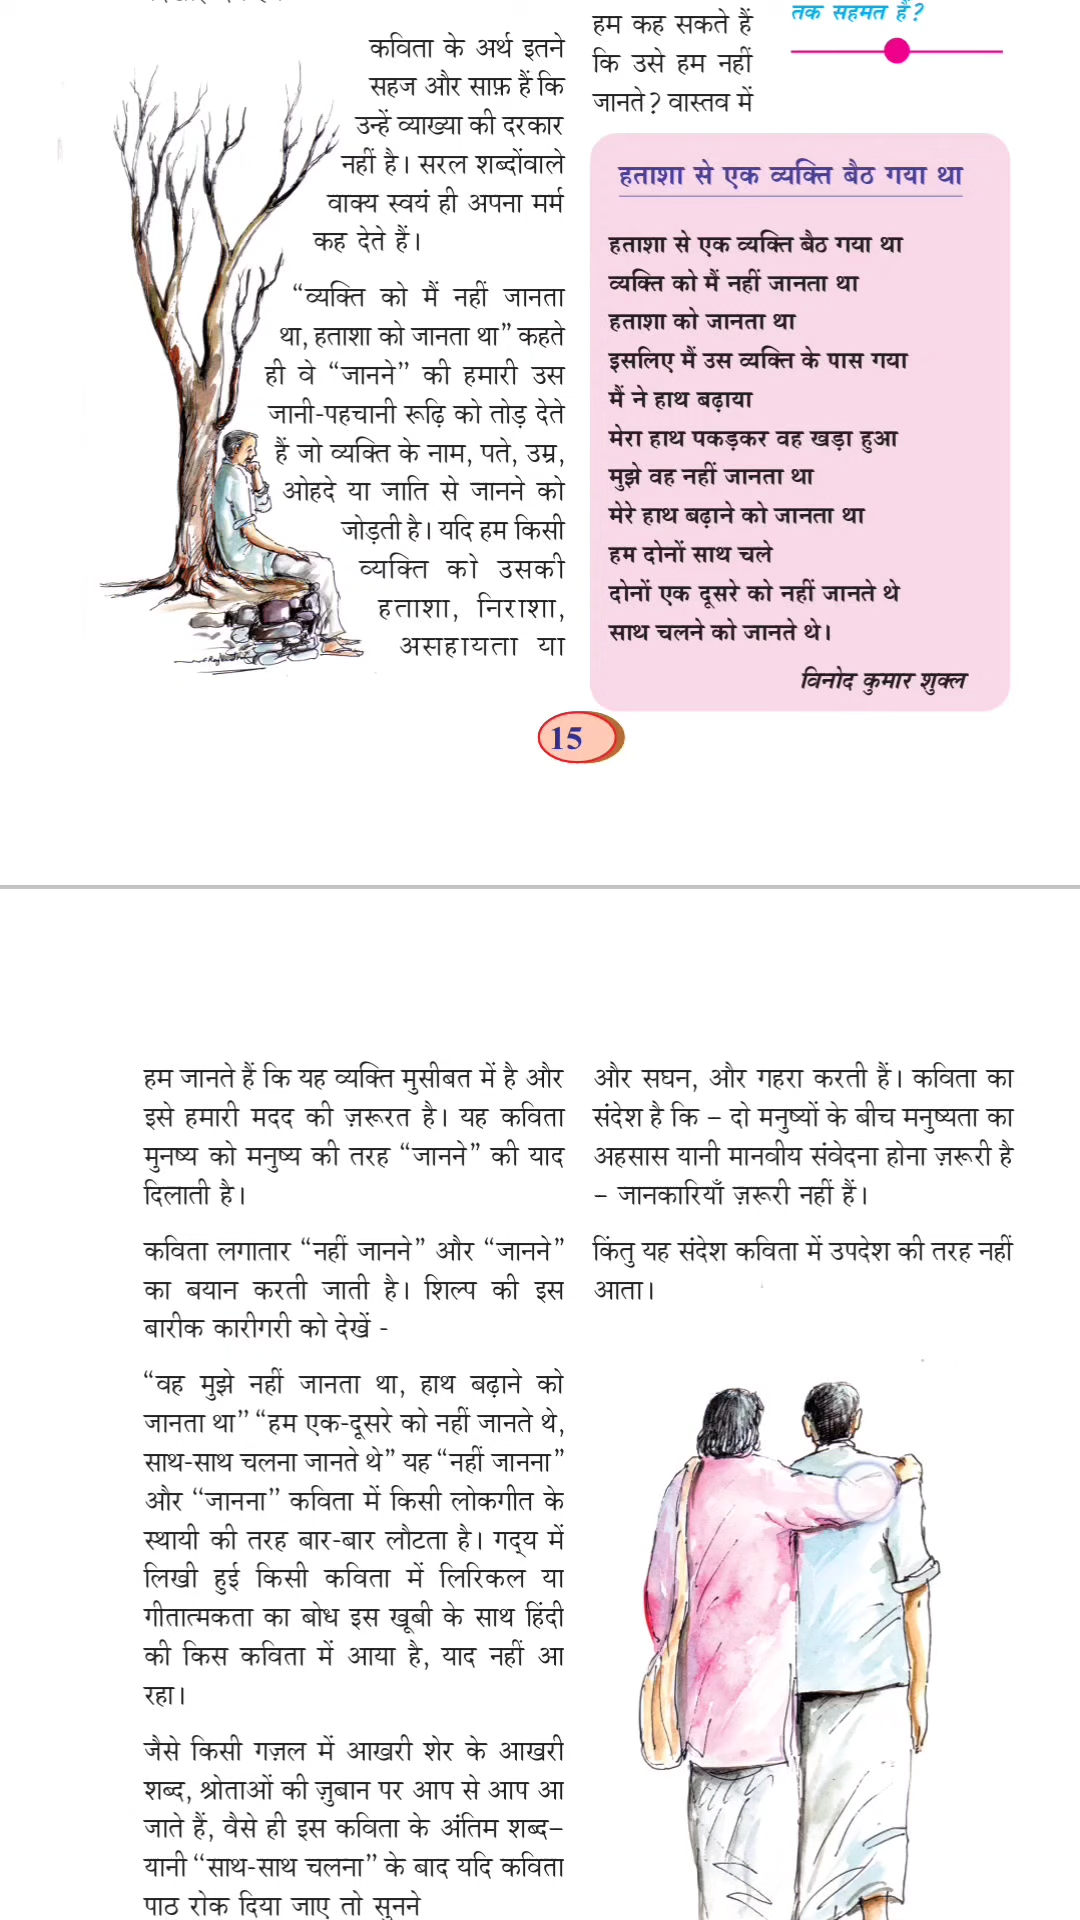 तक सहमत हैं?
कविता के अर्थ इतने
सहज और साफ़ हैं कि
उन्हें व्याख्या की दरकार
नहीं है। सरल शब्दोंवाले
वाक्य स्वयं ही अपना मर्म
कह देते हैं।
“व्यक्ति को मैं नहीं जानता
था, हताशा को जानता था” कहते
ही वे “जानने” की हमारी उस
जानी-पहचानी रूढ़ि को तोड़ देते
हैं जो व्यक्ति के नाम, पते, उम्र,
ओहदे या जाति से जानने को
जोड़ती है। यदि हम किसी
व्यक्ति को उसकी
हताशा, निराशा,
असहायता या
हम कह सकते हैं
कि उसे हम नहीं
जानते? वास्तव में
हताशा से एक व्यक्ति बैठ गया था
हताशा से एक व्यक्ति बैठ गया था
व्यक्ति को मैं नहीं जानता था
हताशा को जानता था
इसलिए मैं उस व्यक्ति के पास गया
मैं ने हाथ बढ़ाया
मेरा हाथ पकड़कर वह खड़ा हुआ
मुझे वह नहीं जानता था
मेरे हाथ बढ़ाने को जानता था
हम दोनों साथ चले
दोनों एक दूसरे को नहीं जानते थे
साथ चलने को जानते थे।
विनोद कुमार शुक्ल
15
हम जानते हैं कि यह व्यक्ति मुसीबत में है और
इसे हमारी मदद की ज़रूरत है। यह कविता
मुनष्य को मनुष्य की तरह “जानने” की याद
दिलाती है।
कविता लगातार “नहीं जानने” और “जानने”
का बयान करती जाती है। शिल्प की इस
बारीक कारीगरी को देखें -
“वह मुझे नहीं जानता था, हाथ बढ़ाने को
जानता था” “हम एक-दूसरे को नहीं जानते थे,
साथ-साथ चलना जानते थे” यह “नहीं जानना”
और “जानना” कविता में किसी लोकगीत के
स्थायी की तरह बार-बार लौटता है। गद्य में
लिखी हुई किसी कविता में लिरिकल या
गीतात्मकता का बोध इस खूबी के साथ हिंदी
की किस कविता में आया है, याद नहीं आ
रहा।
जैसे किसी गज़ल में आखरी शेर के आखरी
शब्द, श्रोताओं की ज़ुबान पर आप से आप आ
जाते हैं, वैसे ही इस कविता के अंतिम शब्द–
यानी “साथ-साथ चलना” के बाद यदि कविता
पाठ रोक दिया जाए तो सुनने
और सघन, और गहरा करती हैं। कविता का
संदेश है कि – दो मनुष्यों के बीच मनुष्यता का
अहसास यानी मानवीय संवेदना होना ज़रूरी है
– जानकारियाँ ज़रूरी नहीं हैं।
किंतु यह संदेश कविता में उपदेश की तरह नहीं
आता।